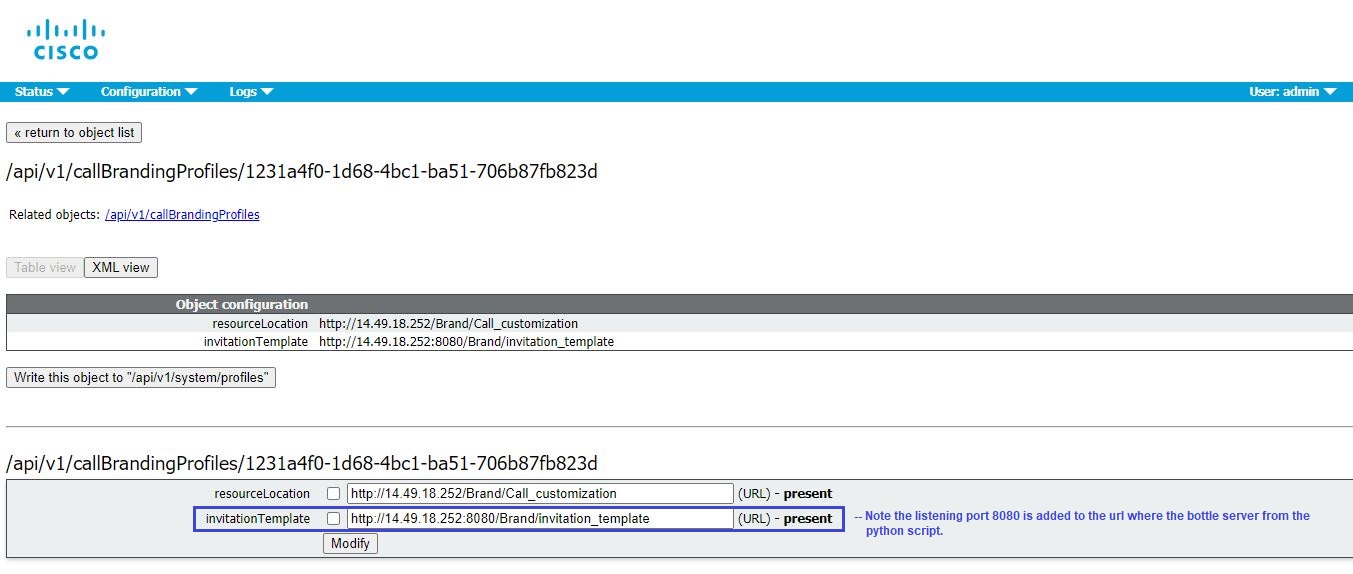 CISCO
Status Configuration Logs User: admin
« return to object list
/api/v1/callBrandingProfiles/1231a4f0-1d68-4bc1-ba51-706b87fb823d
Related objects: /api/v1/callBrandingProfiles
Table view XML view
Object configuration
resourceLocation http://14.49.18.252/Brand/Call_customization
invitationTemplate http://14.49.18.252:8080/Brand/invitation_template
Write this object to "/api/v1/system/profiles"
/api/v1/callBrandingProfiles/1231a4f0-1d68-4bc1-ba51-706b87fb823d
resourceLocation http://14.49.18.252/Brand/Call_customization (URL) - present
invitationTemplate http://14.49.18.252:8080/Brand/invitation_template (URL) - present -- Note the listening port 8080 is added to the url where the bottle server from the
python script.
Modify